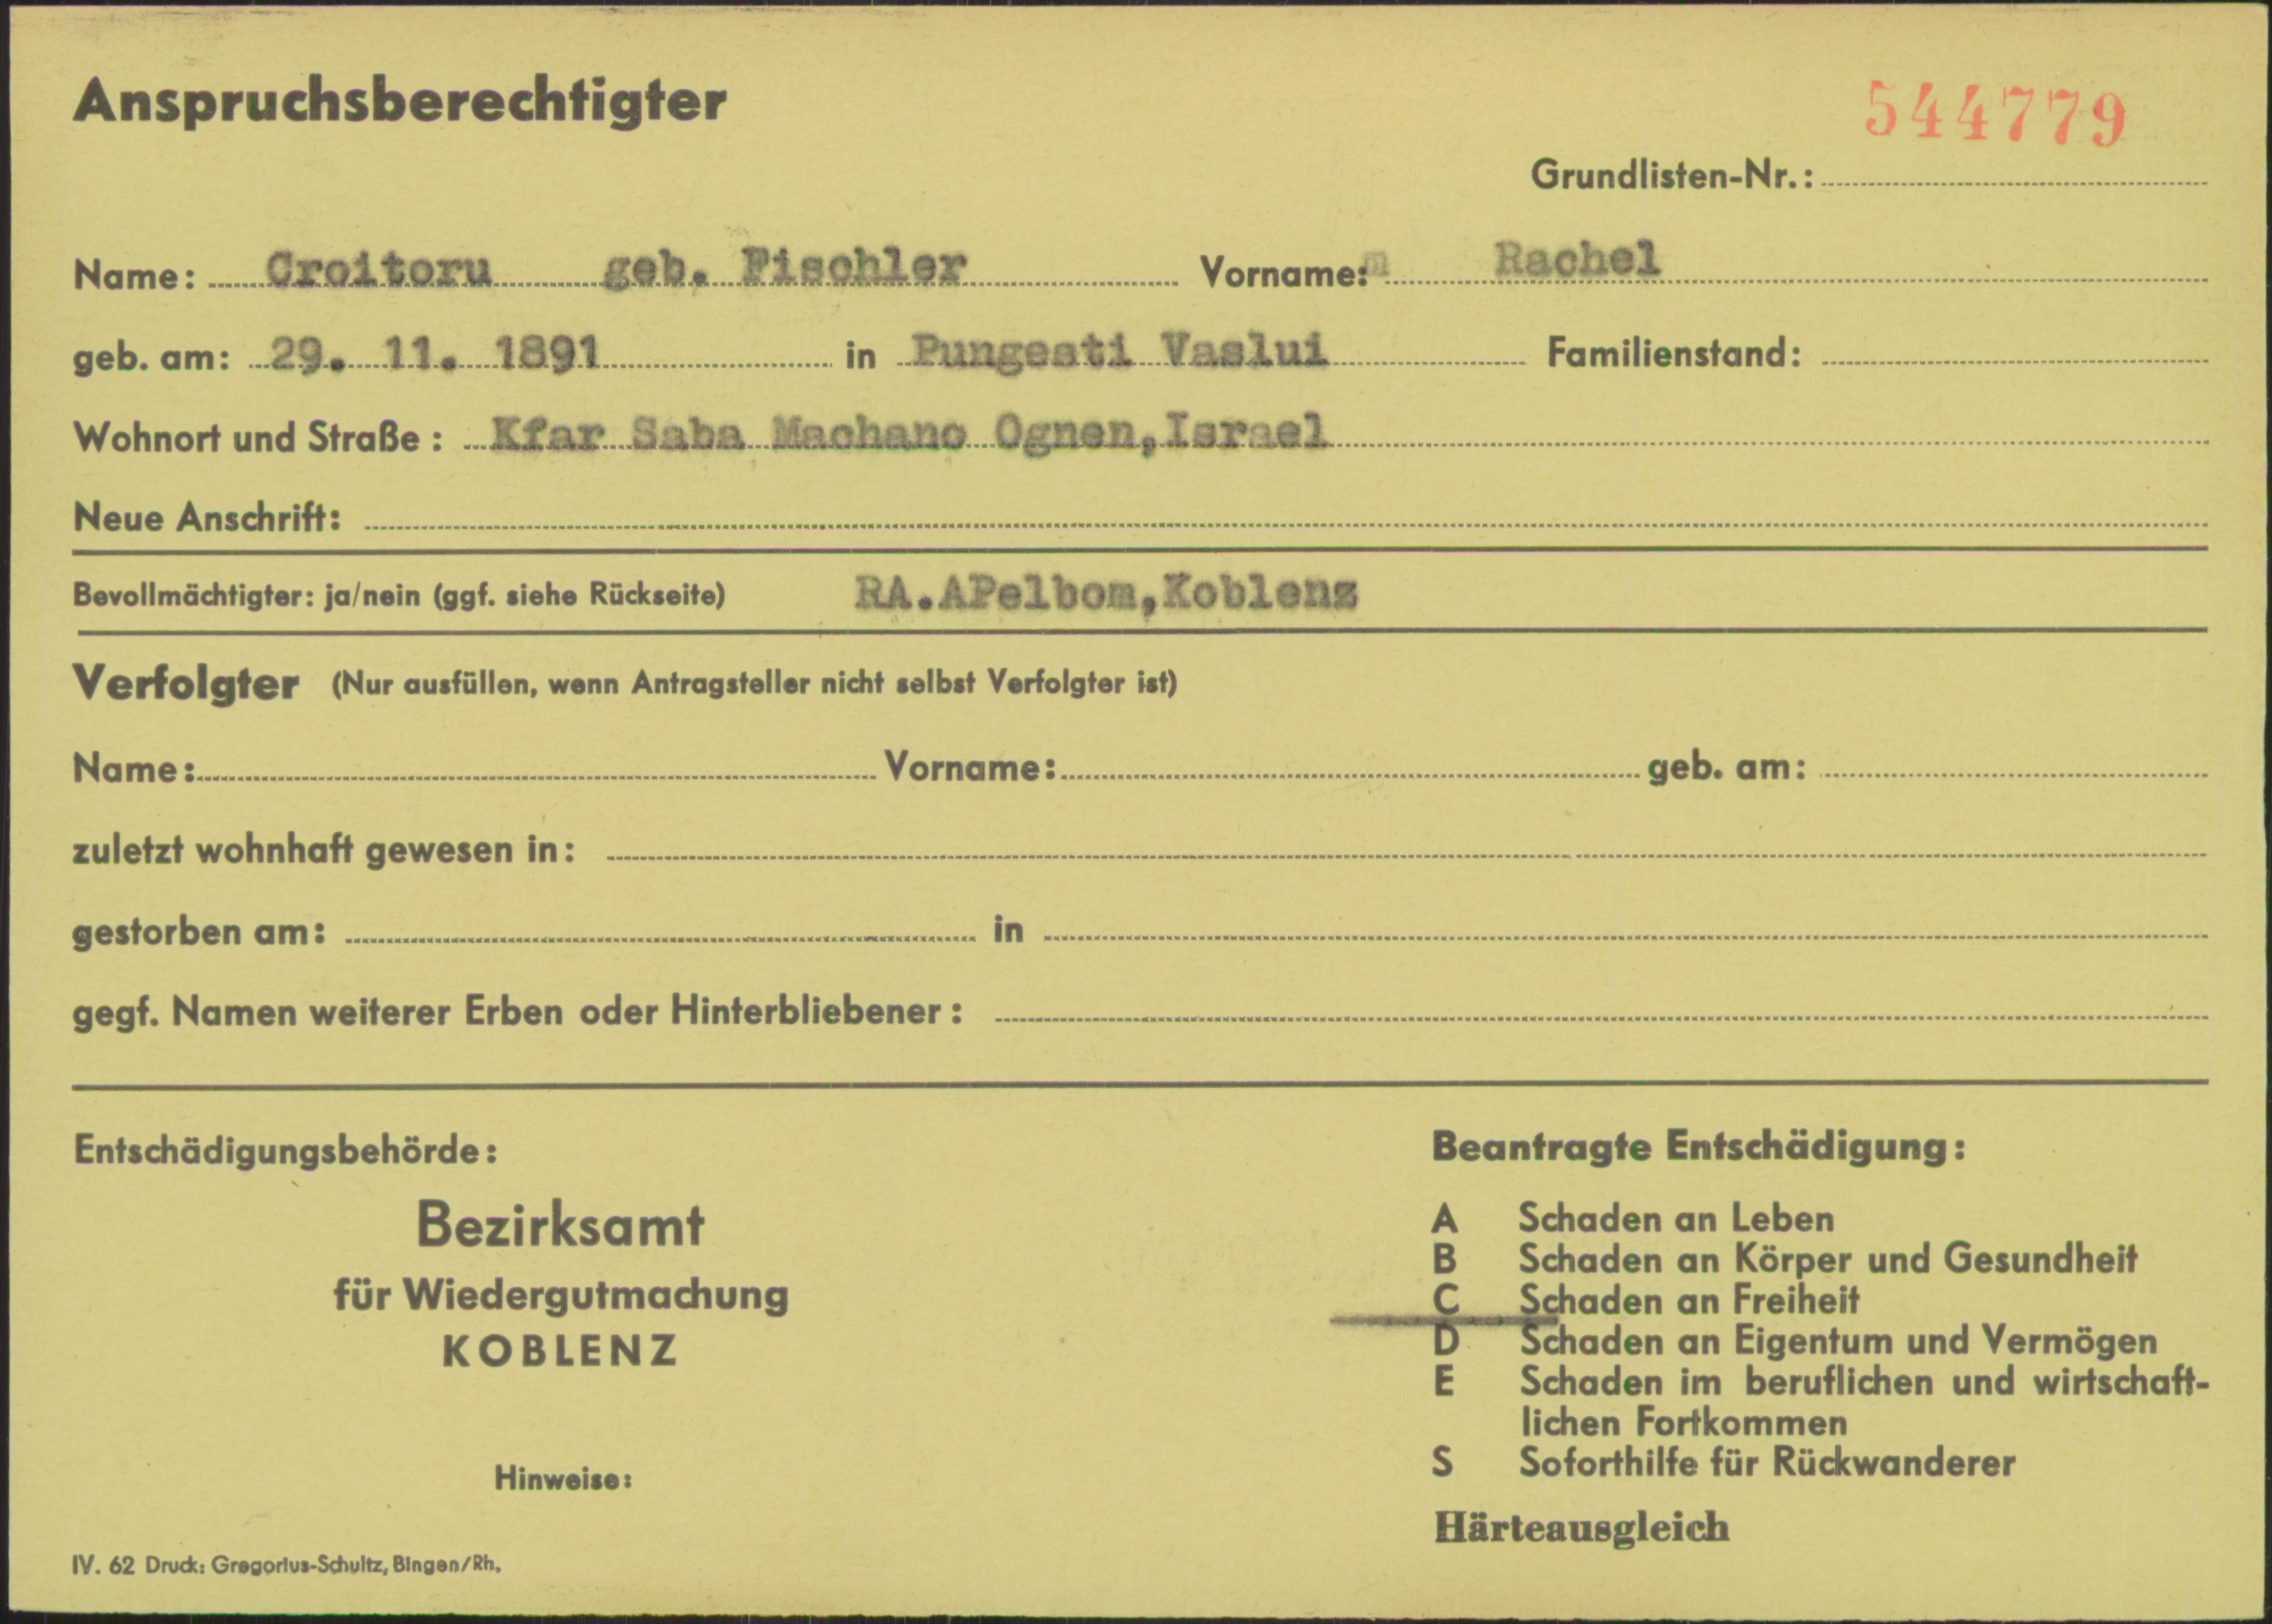 Anspruchsberechtigter
544779
Grundlisten-Nr.:
Name: Croitoru geb. Fischler Vorname: m Rachel
geb. am: 29. 11. 1891 in Pungesti Vaslui Familienstand:
Wohnort und Straße: Kfar Saba Machano Ognen, Israel
Neue Anschrift:
Bevollmächtigter: ja/nein (ggf. siehe Rückseite) RA.APelbom,Koblenz
Verfolgter (Nur ausfüllen, wenn Antragsteller nicht selbst Verfolgter ist)
Name: Vorname: geb. am:
zuletzt wohnhaft gewesen in:
gestorben am: in
gegf. Namen weiterer Erben oder Hinterbliebener:
Entschädigungsbehörde:
Bezirksamt
für Wiedergutmachung
KOBLENZ
Hinweise:
IV. 62 Druck: Gregorius-Schultz, Bingen/Rh.
Beantragte Entschädigung:
A Schaden an Leben
B Schaden an Körper und Gesundheit
C Schaden an Freiheit
D Schaden an Eigentum und Vermögen
E Schaden im beruflichen und wirtschaft-
lichen Fortkommen
S Soforthilfe für Rückwanderer
Härteausgleich